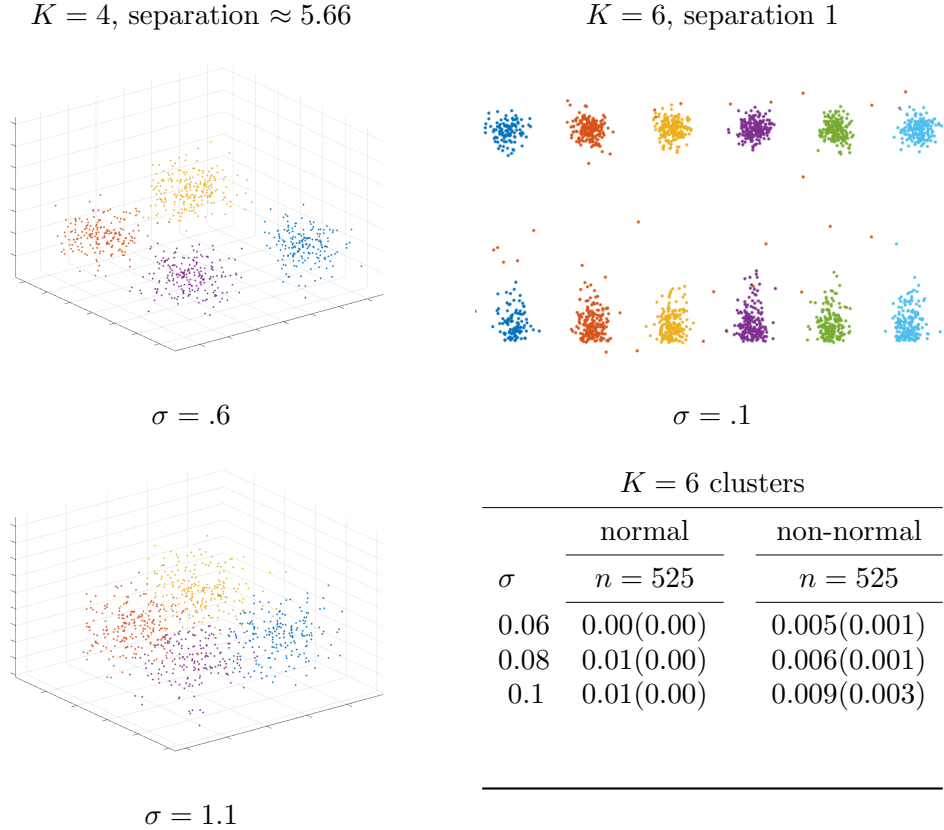 K = 4, separation ≈ 5.66
K = 6, separation 1
σ = .6
σ = .1
K = 6 clusters
normal non-normal
σ n = 525 n = 525
0.06 0.00(0.00) 0.005(0.001)
0.08 0.01(0.00) 0.006(0.001)
0.1 0.01(0.00) 0.009(0.003)
σ = 1.1